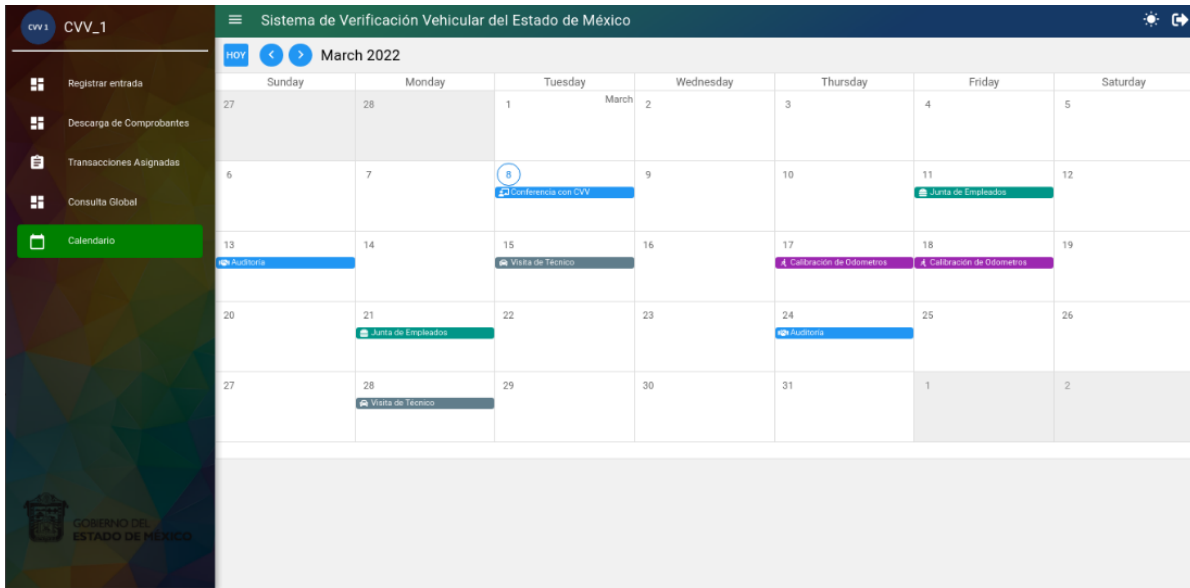 CVV 1 CVV_1
Sistema de Verificación Vehicular del Estado de México
Registrar entrada
Descarga de Comprobantes
Transacciones Asignadas
Consulta Global
Calendario
GOBIERNO DEL
ESTADO DE MÉXICO
HOY March 2022
Sunday Monday Tuesday Wednesday Thursday Friday Saturday
27 28 1 March 2 3 4 5
6 7 8 9 10 11 12
Conferencia con CVV Junta de Empleados
13 14 15 16 17 18 19
Auditoría Visita de Técnico Calibración de Odometros Calibración de Odometros
20 21 22 23 24 25 26
Junta de Empleados Auditoría
27 28 29 30 31 1 2
Visita de Técnico